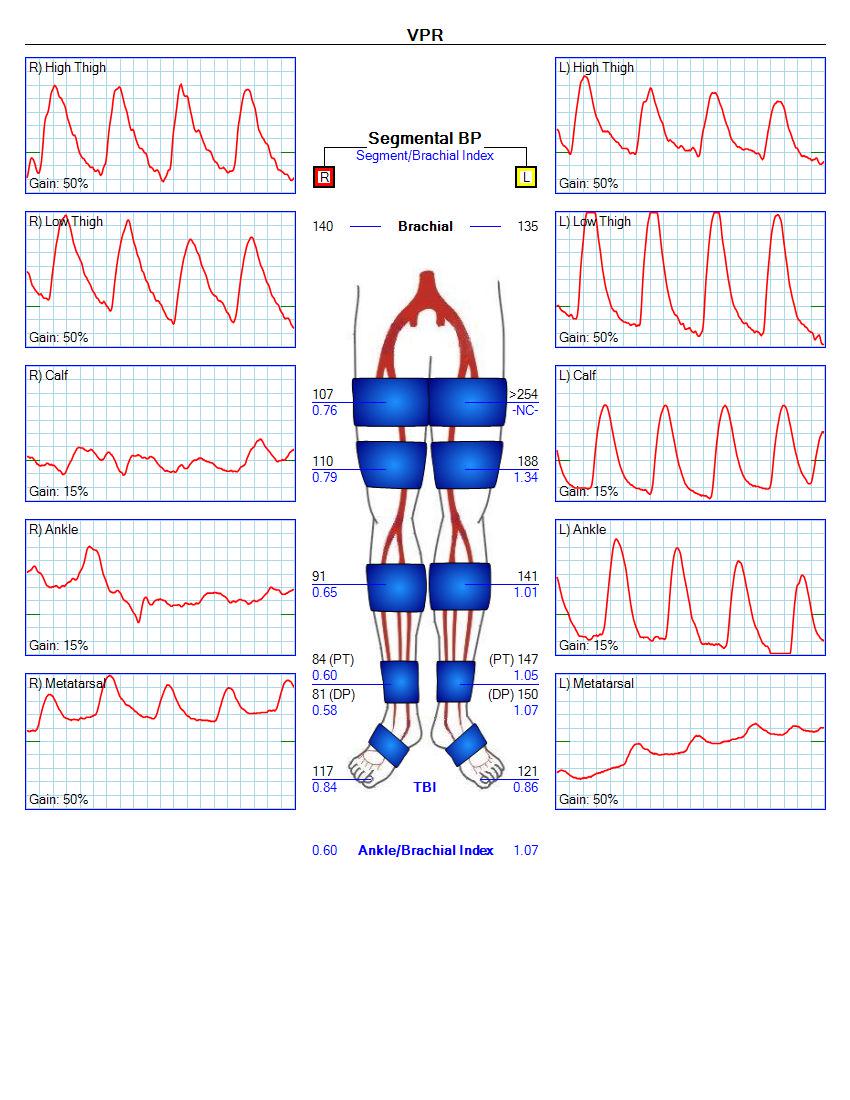 VPR
R) High Thigh
Gain: 50%
L) High Thigh
Gain: 50%
Segmental BP
Segment/Brachial Index
R
L
140 Brachial 135
R) Low Thigh
Gain: 50%
L) Low Thigh
Gain: 50%
R) Calf
Gain: 15%
L) Calf
Gain: 15%
107 >254
0.76 -NC-
110 188
0.79 1.34
R) Ankle
Gain: 15%
L) Ankle
Gain: 15%
91 141
0.65 1.01
84 (PT) (PT) 147
0.60 1.05
81 (DP) (DP) 150
0.58 1.07
R) Metatarsal
Gain: 50%
L) Metatarsal
Gain: 50%
117 121
0.84 TBI 0.86
0.60 Ankle/Brachial Index 1.07